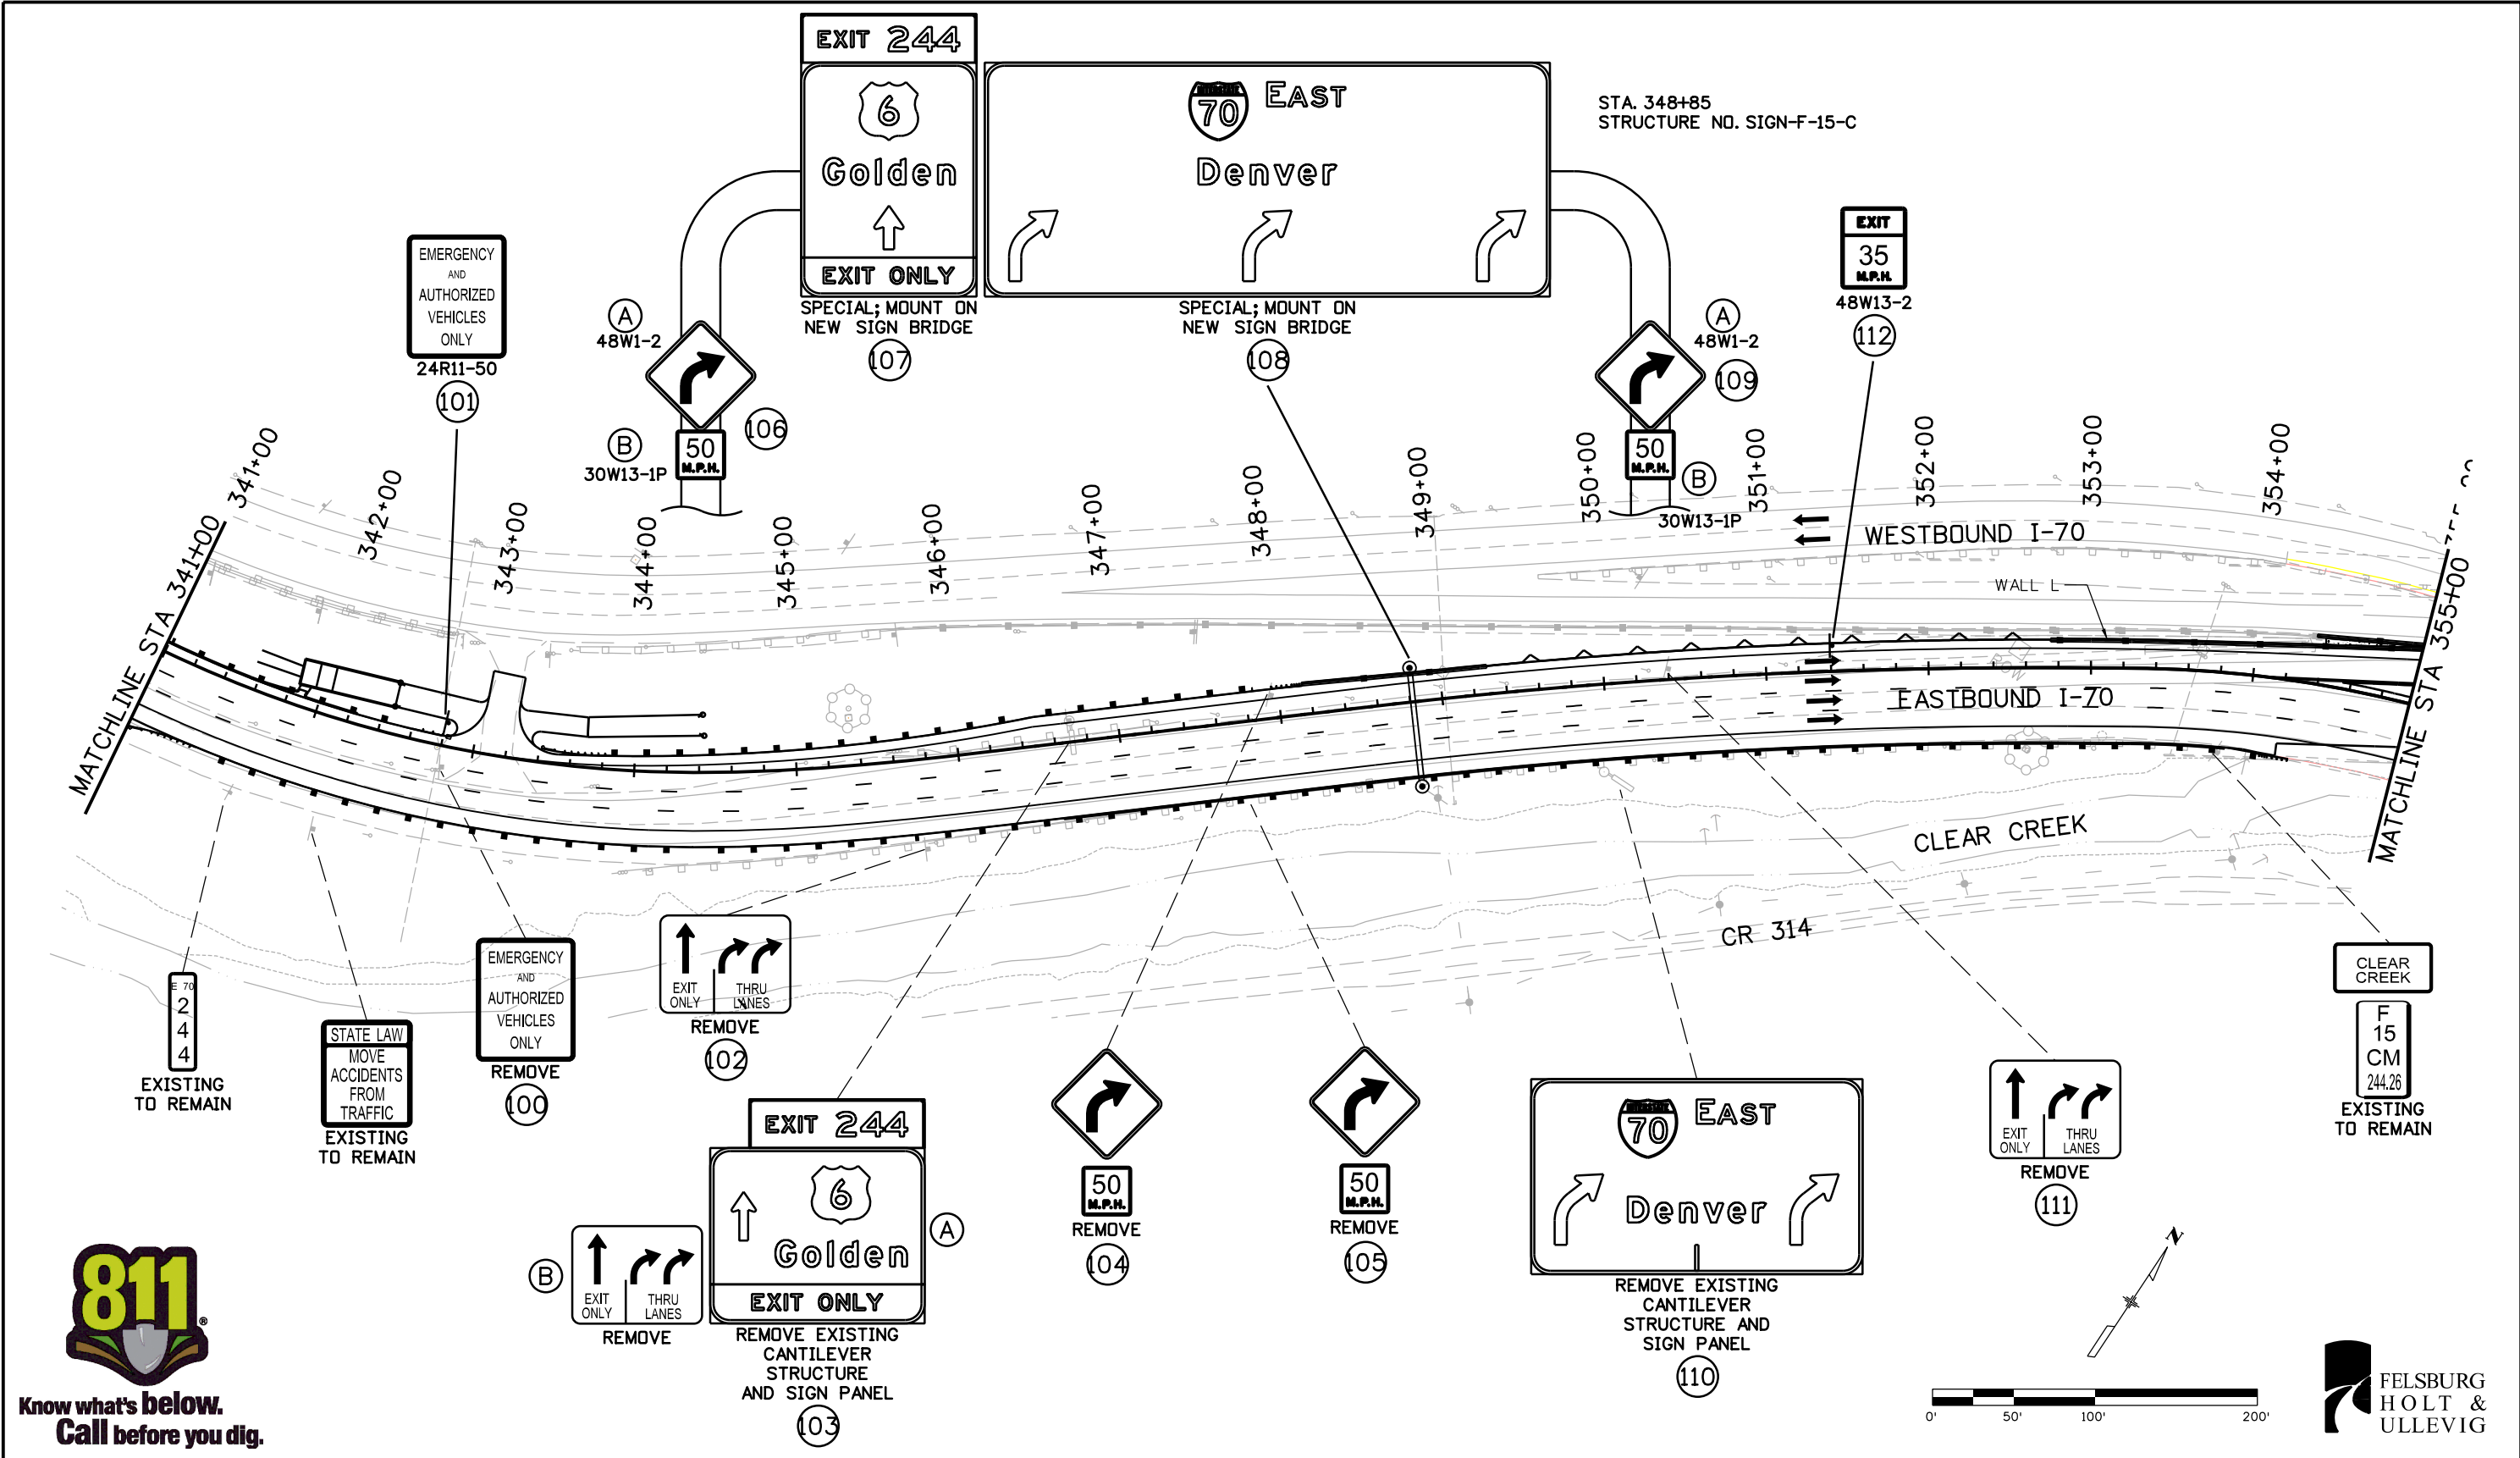 EXIT 244
6
Golden
EXIT ONLY
SPECIAL; MOUNT ON
NEW SIGN BRIDGE
107
INTERSTATE
70 EAST
Denver
SPECIAL; MOUNT ON
NEW SIGN BRIDGE
108
STA. 348+85
STRUCTURE NO. SIGN-F-15-C
EMERGENCY
AND
AUTHORIZED
VEHICLES
ONLY
24R11-50
101
A
48W1-2
106
B
50
M.P.H.
30W13-1P
A
48W1-2
109
50
M.P.H.
B
30W13-1P
EXIT
35
M.P.H.
48W13-2
112
341+00
342+00
343+00
344+00
345+00
346+00
347+00
348+00
349+00
350+00
351+00
352+00
353+00
354+00
MATCHLINE STA 341+00
MATCHLINE STA 355+00
WESTBOUND I-70
WALL L
EASTBOUND I-70
CLEAR CREEK
CR 314
E 70
2
4
4
EXISTING
TO REMAIN
STATE LAW
MOVE
ACCIDENTS
FROM
TRAFFIC
EXISTING
TO REMAIN
EMERGENCY
AND
AUTHORIZED
VEHICLES
ONLY
REMOVE
100
EXIT
ONLY
THRU
LANES
REMOVE
102
EXIT 244
6
Golden
EXIT ONLY
A
REMOVE EXISTING
CANTILEVER
STRUCTURE
AND SIGN PANEL
103
B
EXIT
ONLY
THRU
LANES
REMOVE
50
M.P.H.
REMOVE
104
50
M.P.H.
REMOVE
105
INTERSTATE
70 EAST
Denver
REMOVE EXISTING
CANTILEVER
STRUCTURE AND
SIGN PANEL
110
EXIT
ONLY
THRU
LANES
REMOVE
111
CLEAR
CREEK
F
15
CM
244.26
EXISTING
TO REMAIN
N
0' 50' 100' 200'
811®
Know what's below.
Call before you dig.
FELSBURG
HOLT &
ULLEVIG